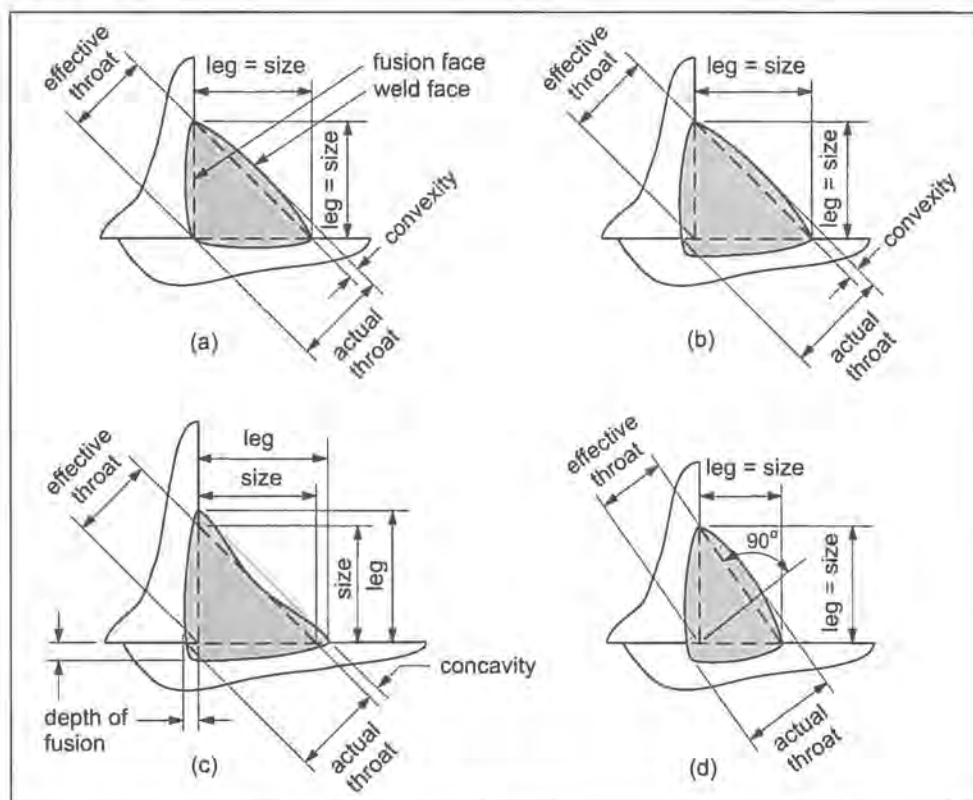 effective
throat
leg = size
fusion face
weld face
leg = size
convexity
actual
throat
(a)
effective
throat
leg = size
leg = size
convexity
actual
throat
(b)
effective
throat
leg
size
size
leg
concavity
depth of
fusion
actual
throat
(c)
effective
throat
leg = size
90°
leg = size
actual
throat
(d)